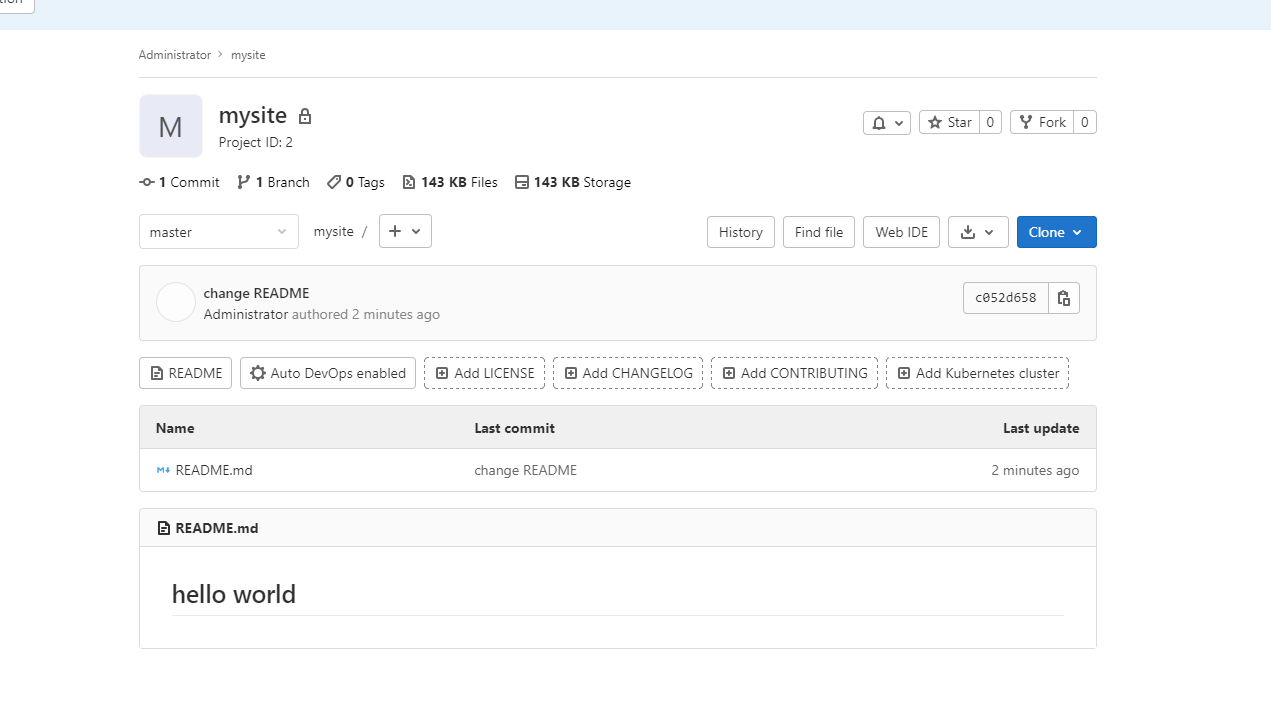 Administrator > mysite
M
mysite
Project ID: 2
Star 0 Fork 0
1 Commit 1 Branch 0 Tags 143 KB Files 143 KB Storage
master mysite / + History Find file Web IDE Clone
change README
Administrator authored 2 minutes ago
c052d658
README Auto DevOps enabled Add LICENSE Add CHANGELOG Add CONTRIBUTING Add Kubernetes cluster
Name Last commit Last update
README.md change README 2 minutes ago
README.md
hello world